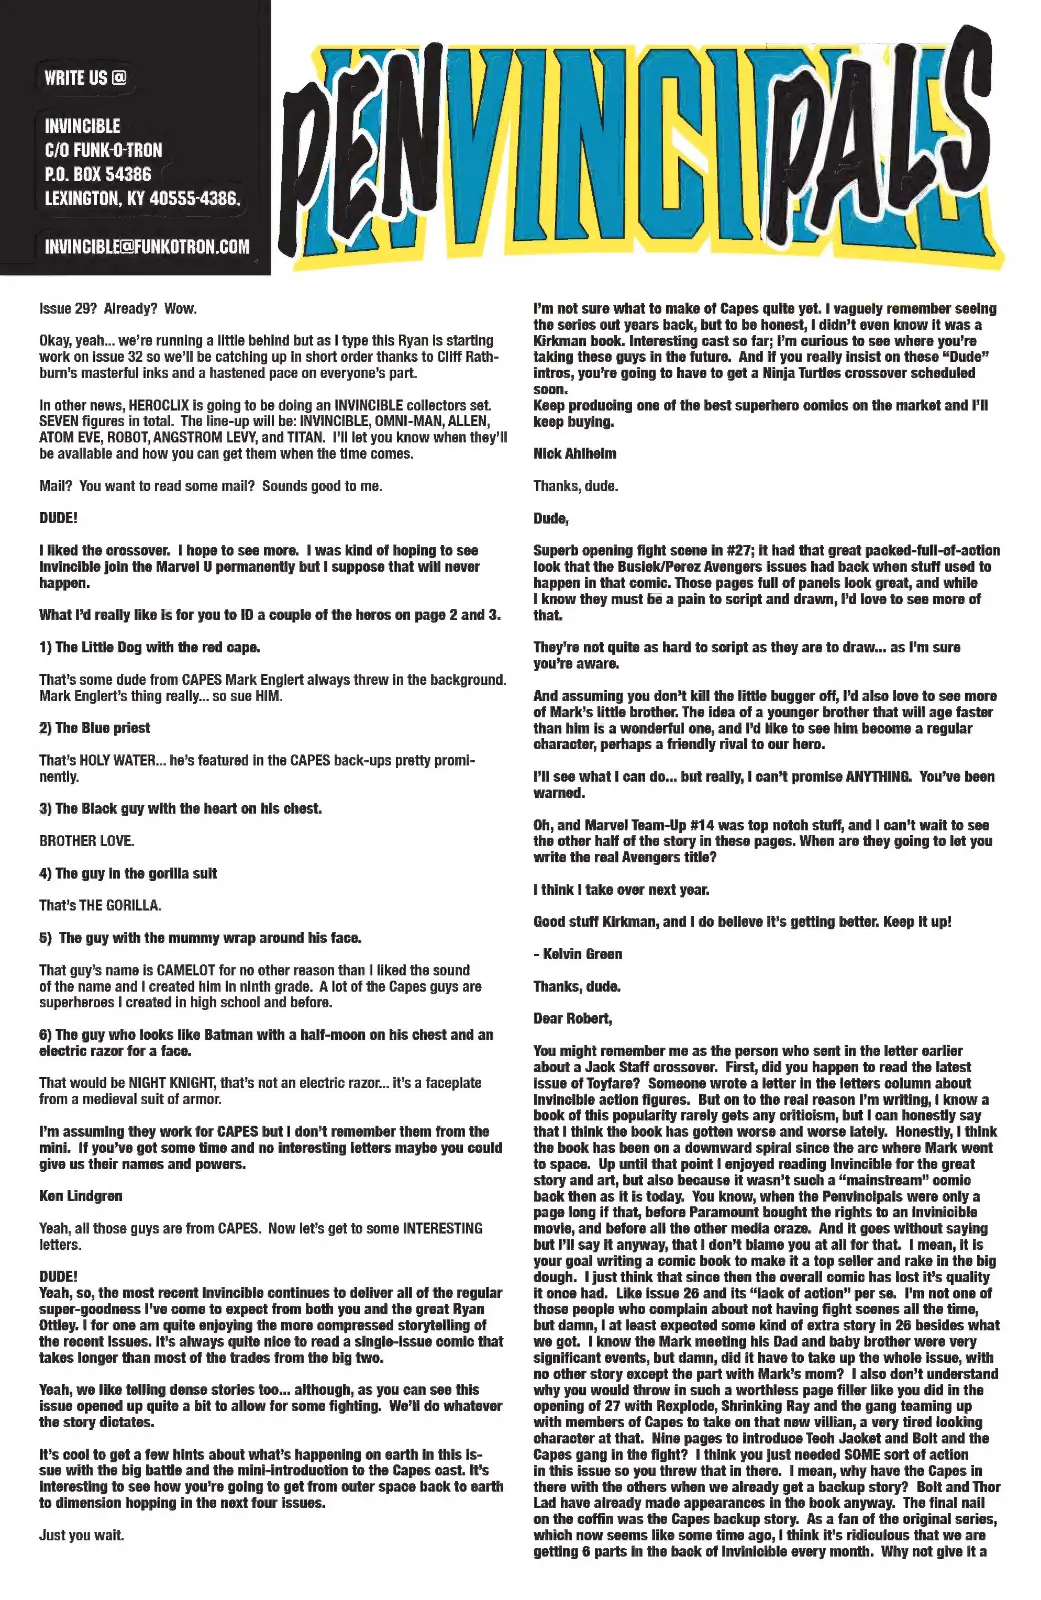 WRITE US @
INVINCIBLE
C/O FUNK-O-TRON
P.O. BOX 54386
LEXINGTON, KY 40555-4386.
INVINCIBLE@FUNKOTRON.COM
PENVINCIPALS
Issue 29?  Already?  Wow.
Okay, yeah... we're running a little behind but as I type this Ryan is starting
work on issue 32 so we'll be catching up in short order thanks to Cliff Rath-
burn's masterful inks and a hastened pace on everyone's part.
In other news, HEROCLIX is going to be doing an INVINCIBLE collectors set.
SEVEN figures in total.  The line-up will be: INVINCIBLE, OMNI-MAN, ALLEN,
ATOM EVE, ROBOT, ANGSTROM LEVY, and TITAN.  I'll let you know when they'll
be available and how you can get them when the time comes.
Mail?  You want to read some mail?  Sounds good to me.
DUDE!
I liked the crossover.  I hope to see more.  I was kind of hoping to see
Invincible join the Marvel U permanently but I suppose that will never
happen.
What I'd really like is for you to ID a couple of the heros on page 2 and 3.
1) The Little Dog with the red cape.
That's some dude from CAPES Mark Englert always threw in the background.
Mark Englert's thing really... so sue HIM.
2) The Blue priest
That's HOLY WATER... he's featured in the CAPES back-ups pretty promi-
nently.
3) The Black guy with the heart on his chest.
BROTHER LOVE.
4) The guy in the gorilla suit
That's THE GORILLA.
5)  The guy with the mummy wrap around his face.
That guy's name is CAMELOT for no other reason than I liked the sound
of the name and I created him in ninth grade.  A lot of the Capes guys are
superheroes I created in high school and before.
6) The guy who looks like Batman with a half-moon on his chest and an
electric razor for a face.
That would be NIGHT KNIGHT, that's not an electric razor... it's a faceplate
from a medieval suit of armor.
I'm assuming they work for CAPES but I don't remember them from the
mini.  If you've got some time and no interesting letters maybe you could
give us their names and powers.
Ken Lindgren
Yeah, all those guys are from CAPES.  Now let's get to some INTERESTING
letters.
DUDE!
Yeah, so, the most recent Invincible continues to deliver all of the regular
super-goodness I've come to expect from both you and the great Ryan
Ottley. I for one am quite enjoying the more compressed storytelling of
the recent issues. It's always quite nice to read a single-issue comic that
takes longer than most of the trades from the big two.
Yeah, we like telling dense stories too... although, as you can see this
issue opened up quite a bit to allow for some fighting.  We'll do whatever
the story dictates.
It's cool to get a few hints about what's happening on earth in this is-
sue with the big battle and the mini-introduction to the Capes cast. It's
interesting to see how you're going to get from outer space back to earth
to dimension hopping in the next four issues.
Just you wait.
I'm not sure what to make of Capes quite yet. I vaguely remember seeing
the series out years back, but to be honest, I didn't even know it was a
Kirkman book. Interesting cast so far; I'm curious to see where you're
taking these guys in the future.  And if you really insist on these "Dude"
intros, you're going to have to get a Ninja Turtles crossover scheduled
soon.
Keep producing one of the best superhero comics on the market and I'll
keep buying.
Nick Ahlhelm
Thanks, dude.
Dude,
Superb opening fight scene in #27; it had that great packed-full-of-action
look that the Busiek/Perez Avengers issues had back when stuff used to
happen in that comic. Those pages full of panels look great, and while
I know they must be a pain to script and drawn, I'd love to see more of
that.
They're not quite as hard to script as they are to draw... as I'm sure
you're aware.
And assuming you don't kill the little bugger off, I'd also love to see more
of Mark's little brother. The idea of a younger brother that will age faster
than him is a wonderful one, and I'd like to see him become a regular
character, perhaps a friendly rival to our hero.
I'll see what I can do... but really, I can't promise ANYTHING.  You've been
warned.
Oh, and Marvel Team-Up #14 was top notch stuff, and I can't wait to see
the other half of the story in these pages. When are they going to let you
write the real Avengers title?
I think I take over next year.
Good stuff Kirkman, and I do believe it's getting better. Keep it up!
- Kelvin Green
Thanks, dude.
Dear Robert,
You might remember me as the person who sent in the letter earlier
about a Jack Staff crossover.  First, did you happen to read the latest
issue of Toyfare?  Someone wrote a letter in the letters column about
Invincible action figures.  But on to the real reason I'm writing, I know a
book of this popularity rarely gets any criticism, but I can honestly say
that I think the book has gotten worse and worse lately.  Honestly, I think
the book has been on a downward spiral since the arc where Mark went
to space.  Up until that point I enjoyed reading Invincible for the great
story and art, but also because it wasn't such a "mainstream" comic
back then as it is today.  You know, when the Penvincipals were only a
page long if that, before Paramount bought the rights to an Invinicible
movie, and before all the other media craze.  And it goes without saying
but I'll say it anyway, that I don't blame you at all for that.  I mean, it is
your goal writing a comic book to make it a top seller and rake in the big
dough.  I just think that since then the overall comic has lost it's quality
it once had.  Like issue 26 and its "lack of action" per se.  I'm not one of
those people who complain about not having fight scenes all the time,
but damn, I at least expected some kind of extra story in 26 besides what
we got.  I know the Mark meeting his Dad and baby brother were very
significant events, but damn, did it have to take up the whole issue, with
no other story except the part with Mark's mom?  I also don't understand
why you would throw in such a worthless page filler like you did in the
opening of 27 with Rexplode, Shrinking Ray and the gang teaming up
with members of Capes to take on that new villian, a very tired looking
character at that.  Nine pages to introduce Tech Jacket and Bolt and the
Capes gang in the fight?  I think you just needed SOME sort of action
in this issue so you threw that in there.  I mean, why have the Capes in
there with the others when we already get a backup story?  Bolt and Thor
Lad have already made appearances in the book anyway.  The final nail
on the coffin was the Capes backup story.  As a fan of the original series,
which now seems like some time ago, I think it's ridiculous that we are
getting 6 parts in the back of Invinicible every month.  Why not give it a